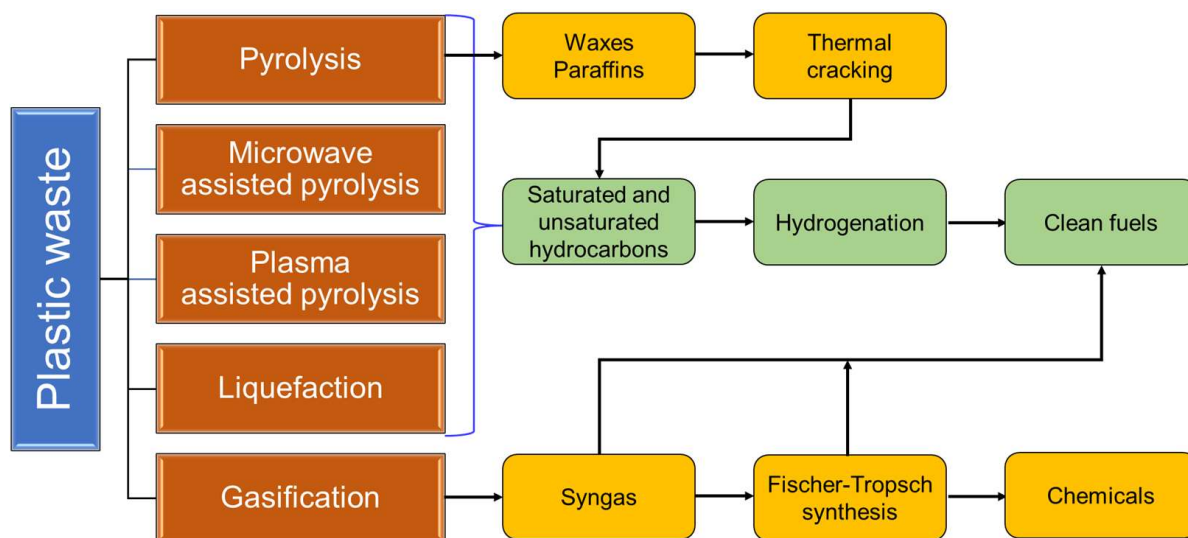 Plastic waste
Pyrolysis
Microwave
assisted pyrolysis
Plasma
assisted pyrolysis
Liquefaction
Gasification
Waxes
Paraffins
Thermal
cracking
Saturated and
unsaturated
hydrocarbons
Hydrogenation
Clean fuels
Syngas
Fischer-Tropsch
synthesis
Chemicals